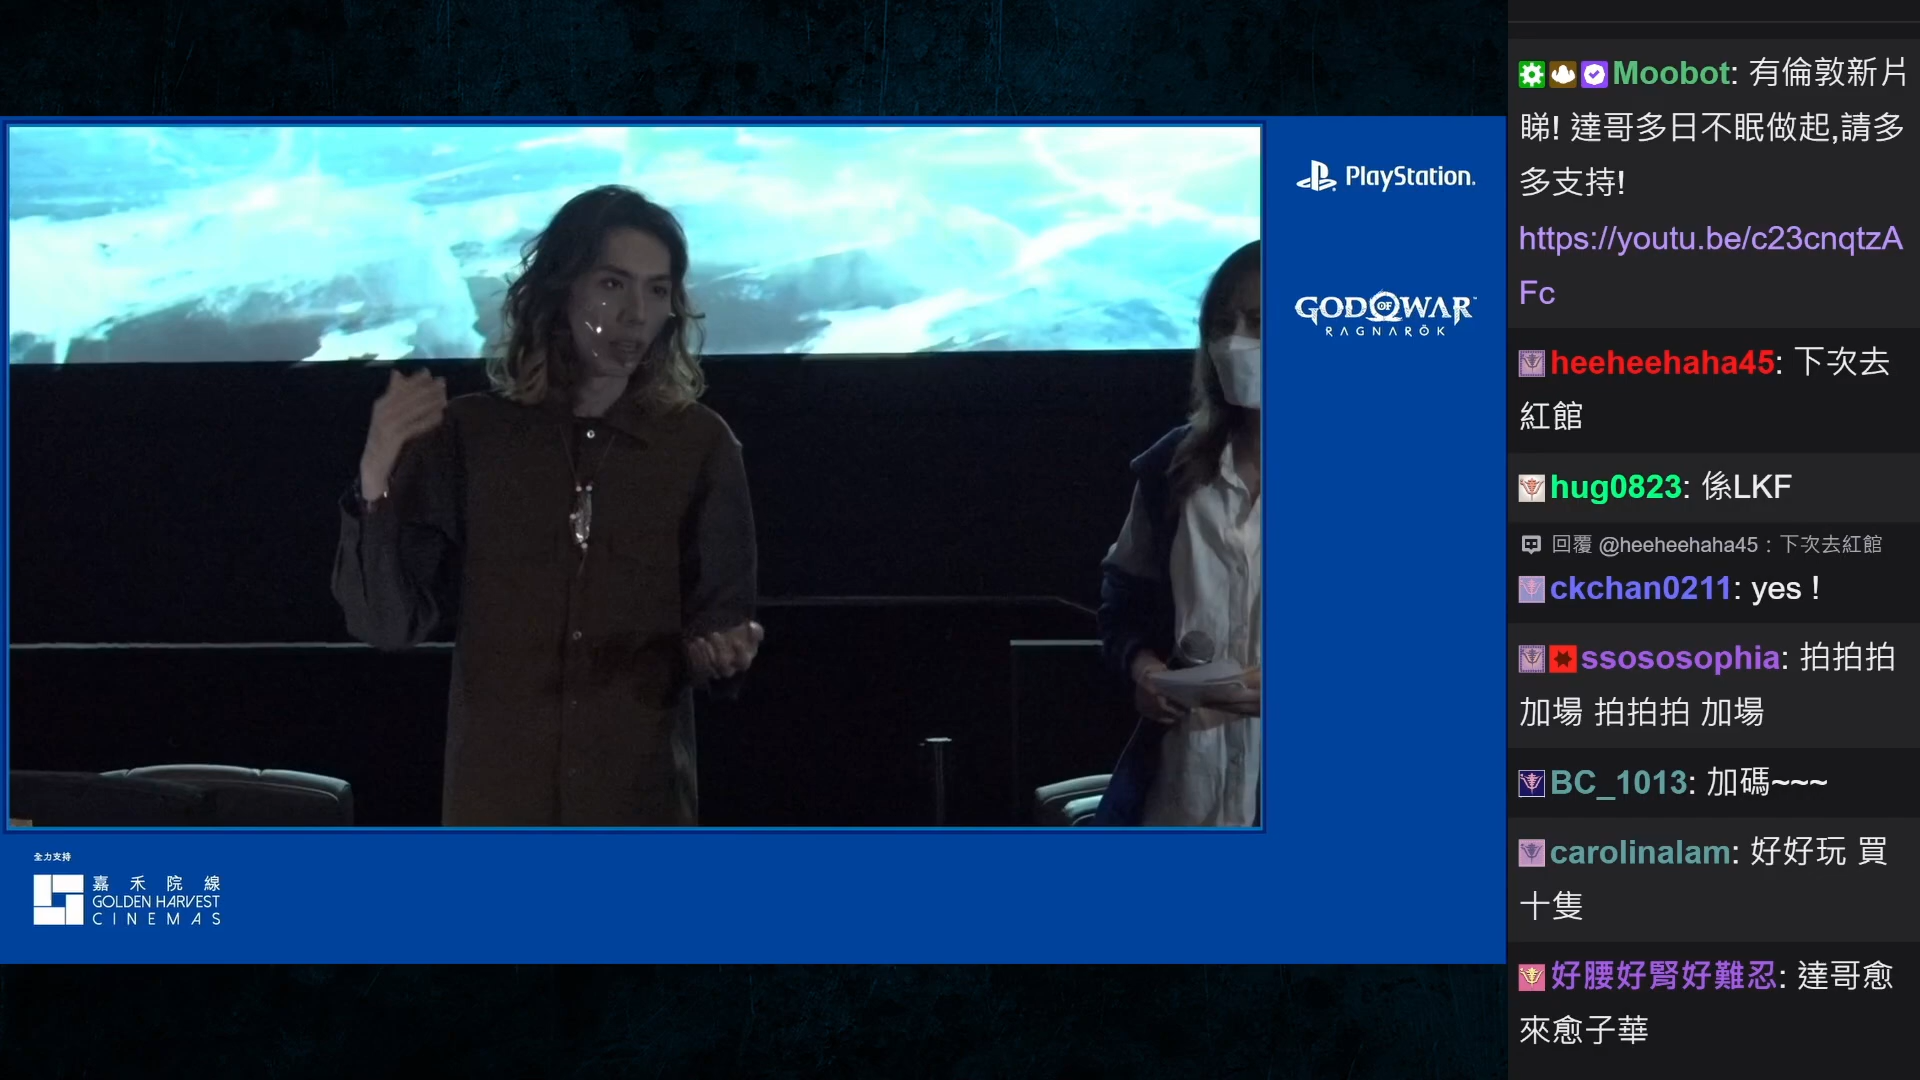 PlayStation.
GOD OF WAR
RAGNARÖK
全力支持
嘉禾院線
GOLDEN HARVEST
CINEMAS
Moobot: 有倫敦新片
睇! 達哥多日不眠做起,請多
多支持!
https://youtu.be/c23cnqtzA
Fc
heeheehaha45: 下次去
紅館
hug0823: 係LKF
回覆 @heeheehaha45：下次去紅館
ckchan0211: yes !
ssososophia: 拍拍拍
加場 拍拍拍 加場
BC_1013: 加碼~~~
carolinalam: 好好玩 買
十隻
好腰好腎好難忍: 達哥愈
來愈子華